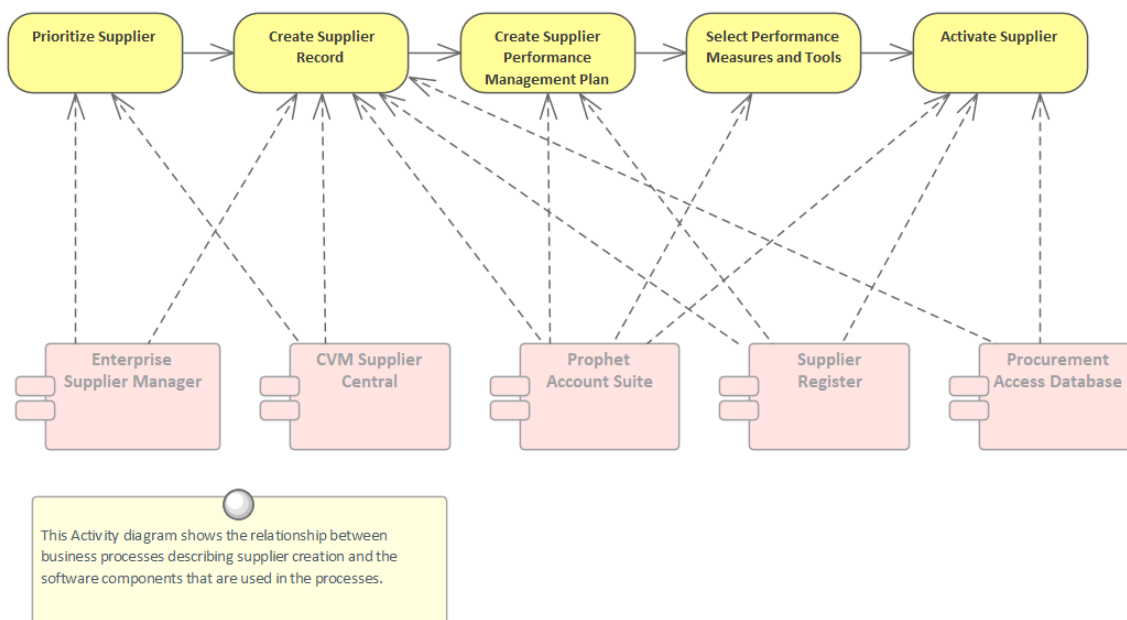 Prioritize Supplier
Create Supplier
Record
Create Supplier
Performance
Management Plan
Select Performance
Measures and Tools
Activate Supplier
Enterprise
Supplier Manager
CVM Supplier
Central
Prophet
Account Suite
Supplier
Register
Procurement
Access Database
This Activity diagram shows the relationship between
business processes describing supplier creation and the
software components that are used in the processes.